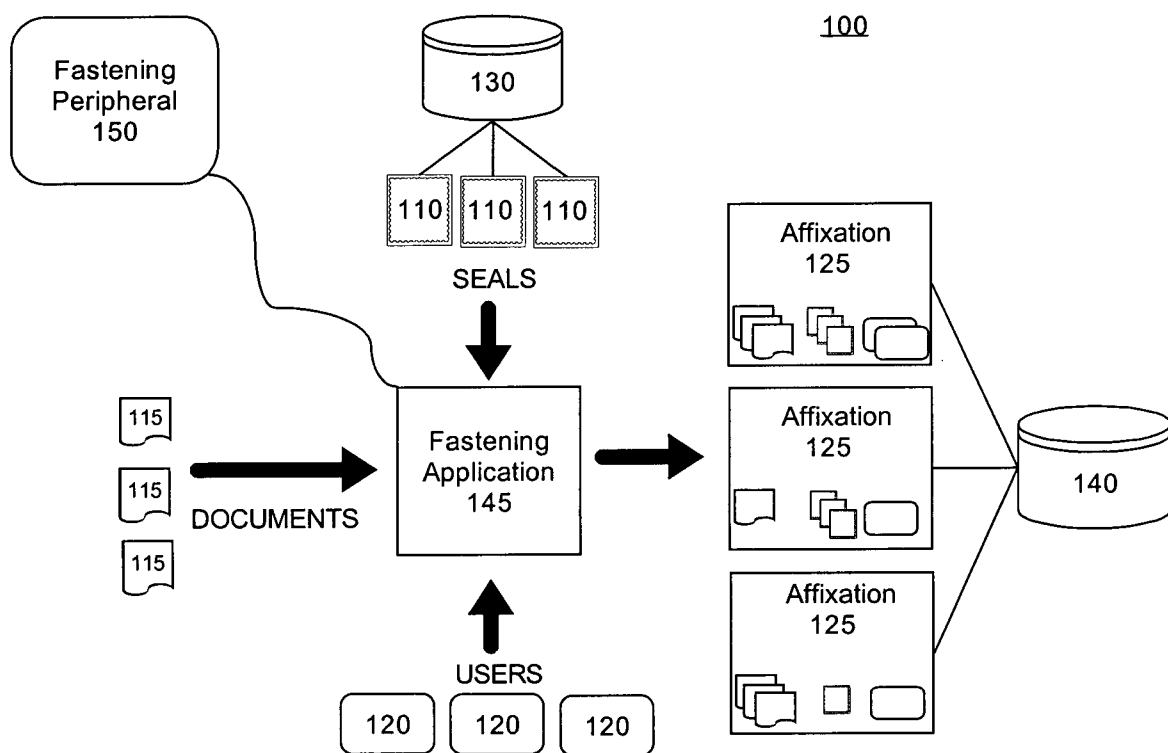 100
Fastening
Peripheral
150
130
110 110 110
SEALS
115
115
115
DOCUMENTS
Fastening
Application
145
USERS
120 120 120
Affixation
125
Affixation
125
Affixation
125
140